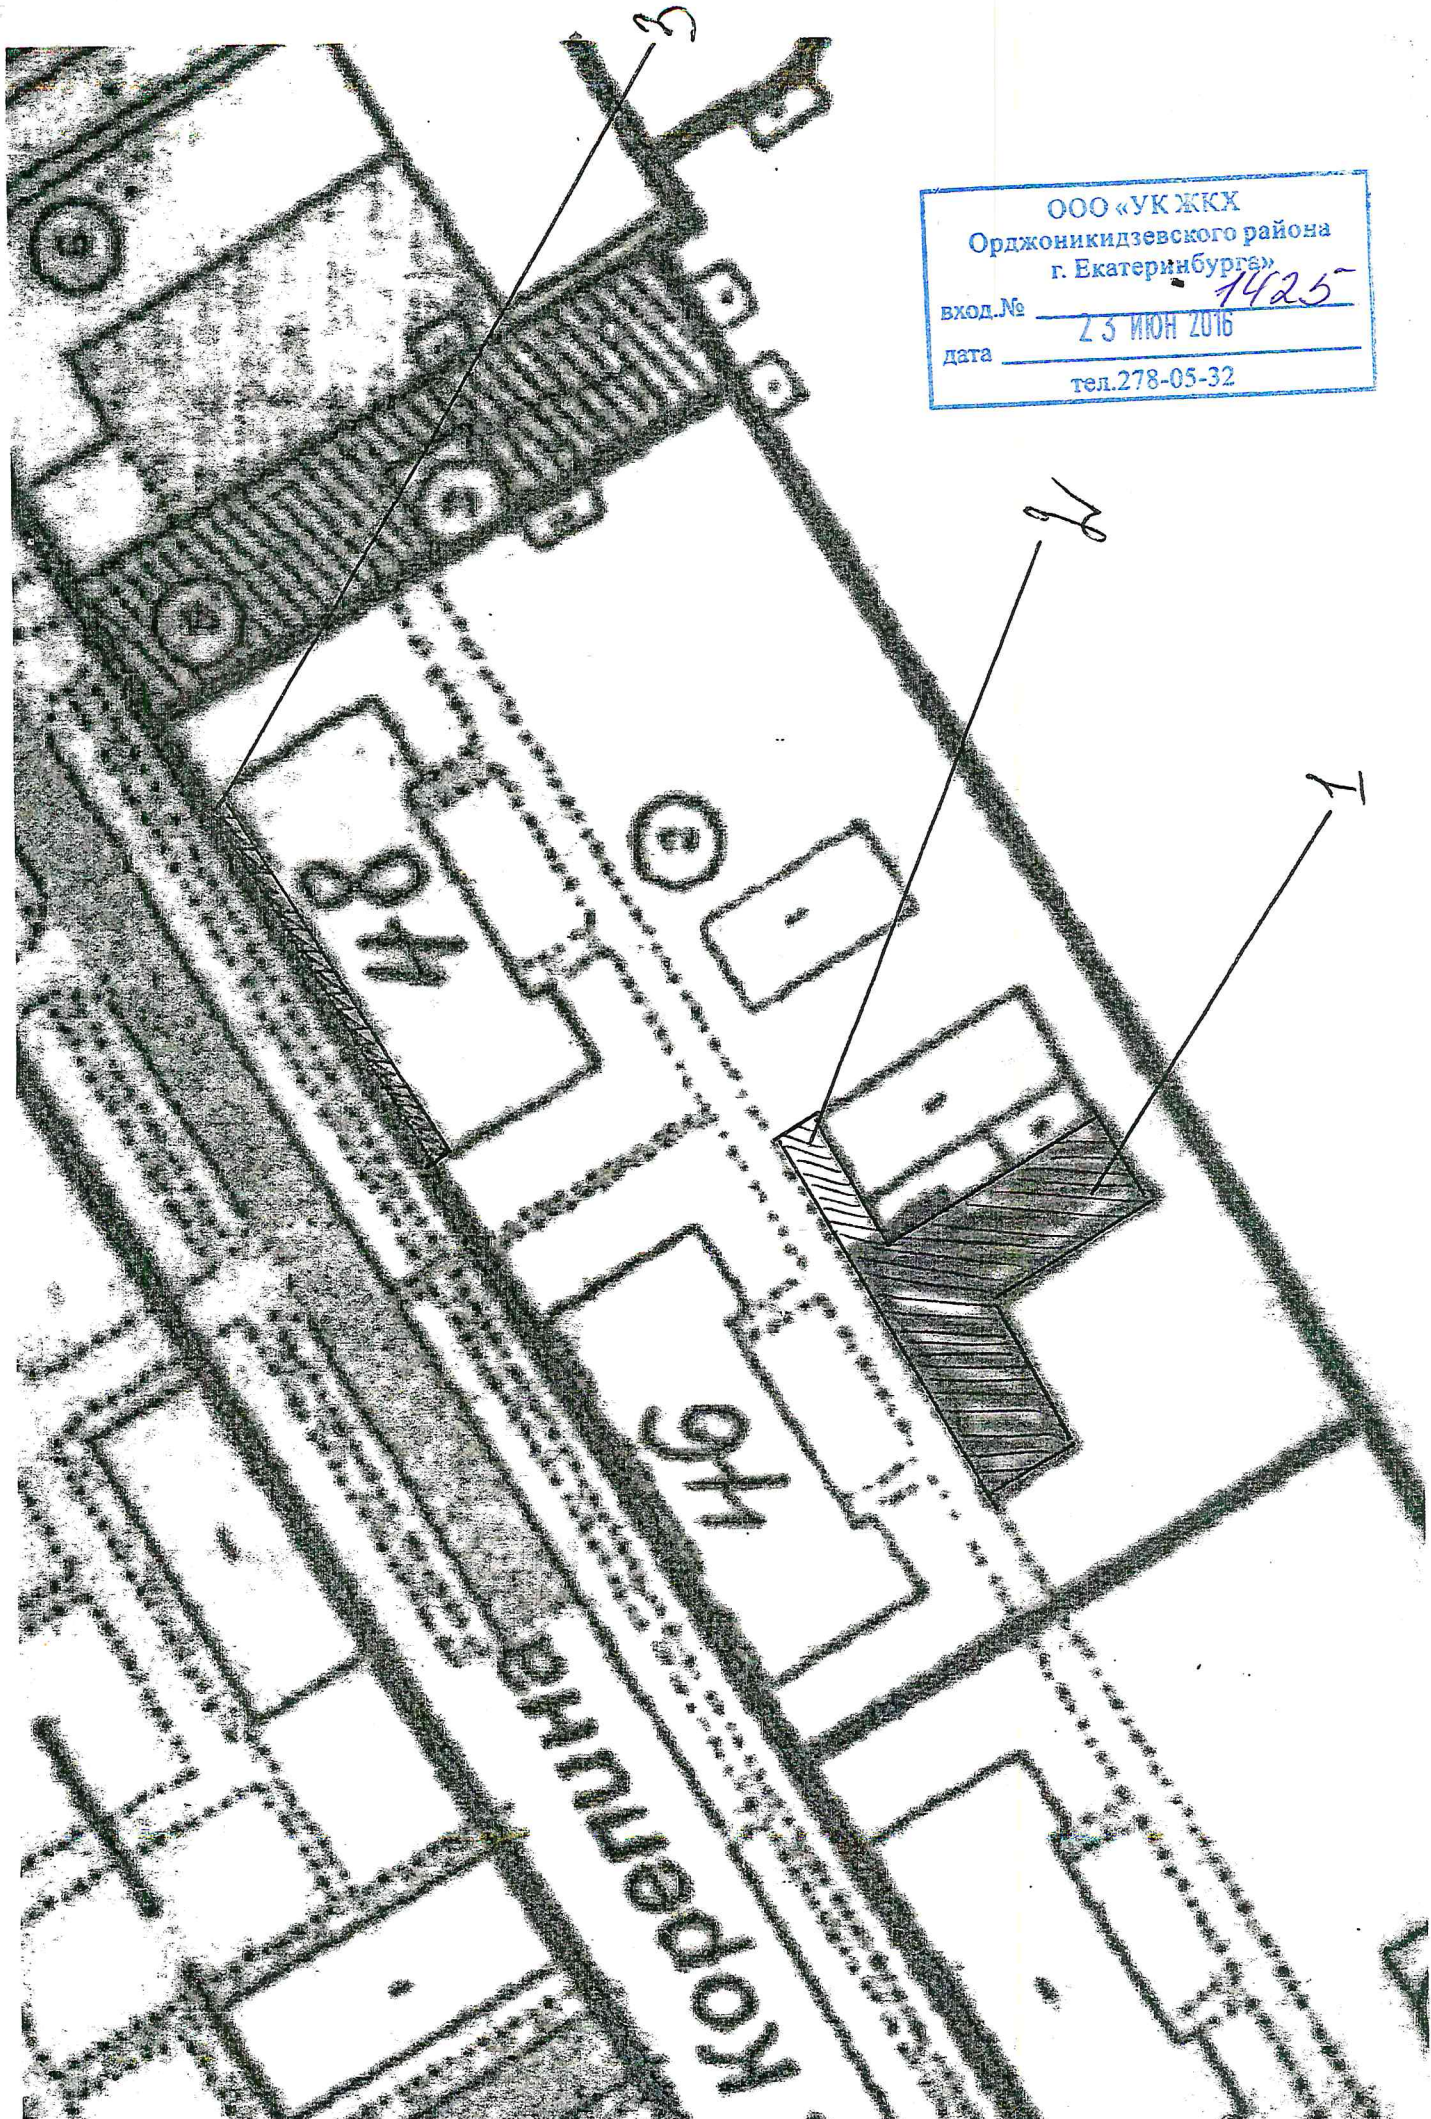 3
ООО «УК ЖКХ
Орджоникидзевского района
г. Екатеринбурга»
вход.№ 1425
дата 23 ИЮН 2016
тел.278-05-32
2
1
48
46
Корепина